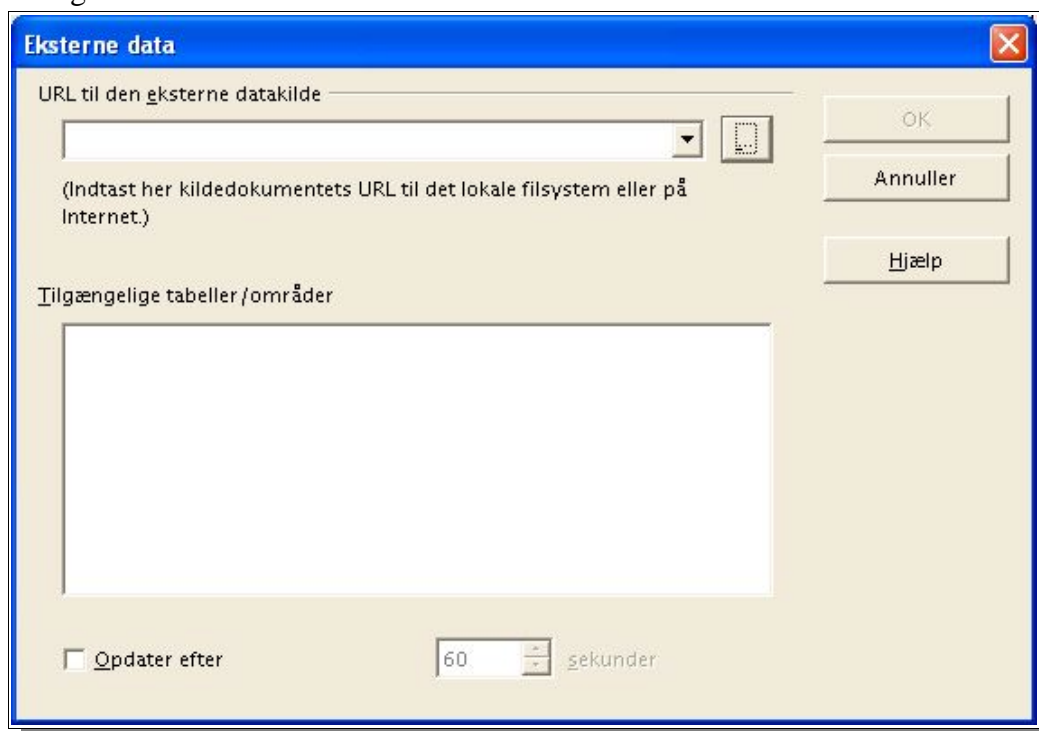 Eksterne data
URL til den eksterne datakilde
OK
(Indtast her kildedokumentets URL til det lokale filsystem eller på
Internet.)
Annuller
Hjælp
Tilgængelige tabeller/områder
Opdater efter
60
sekunder